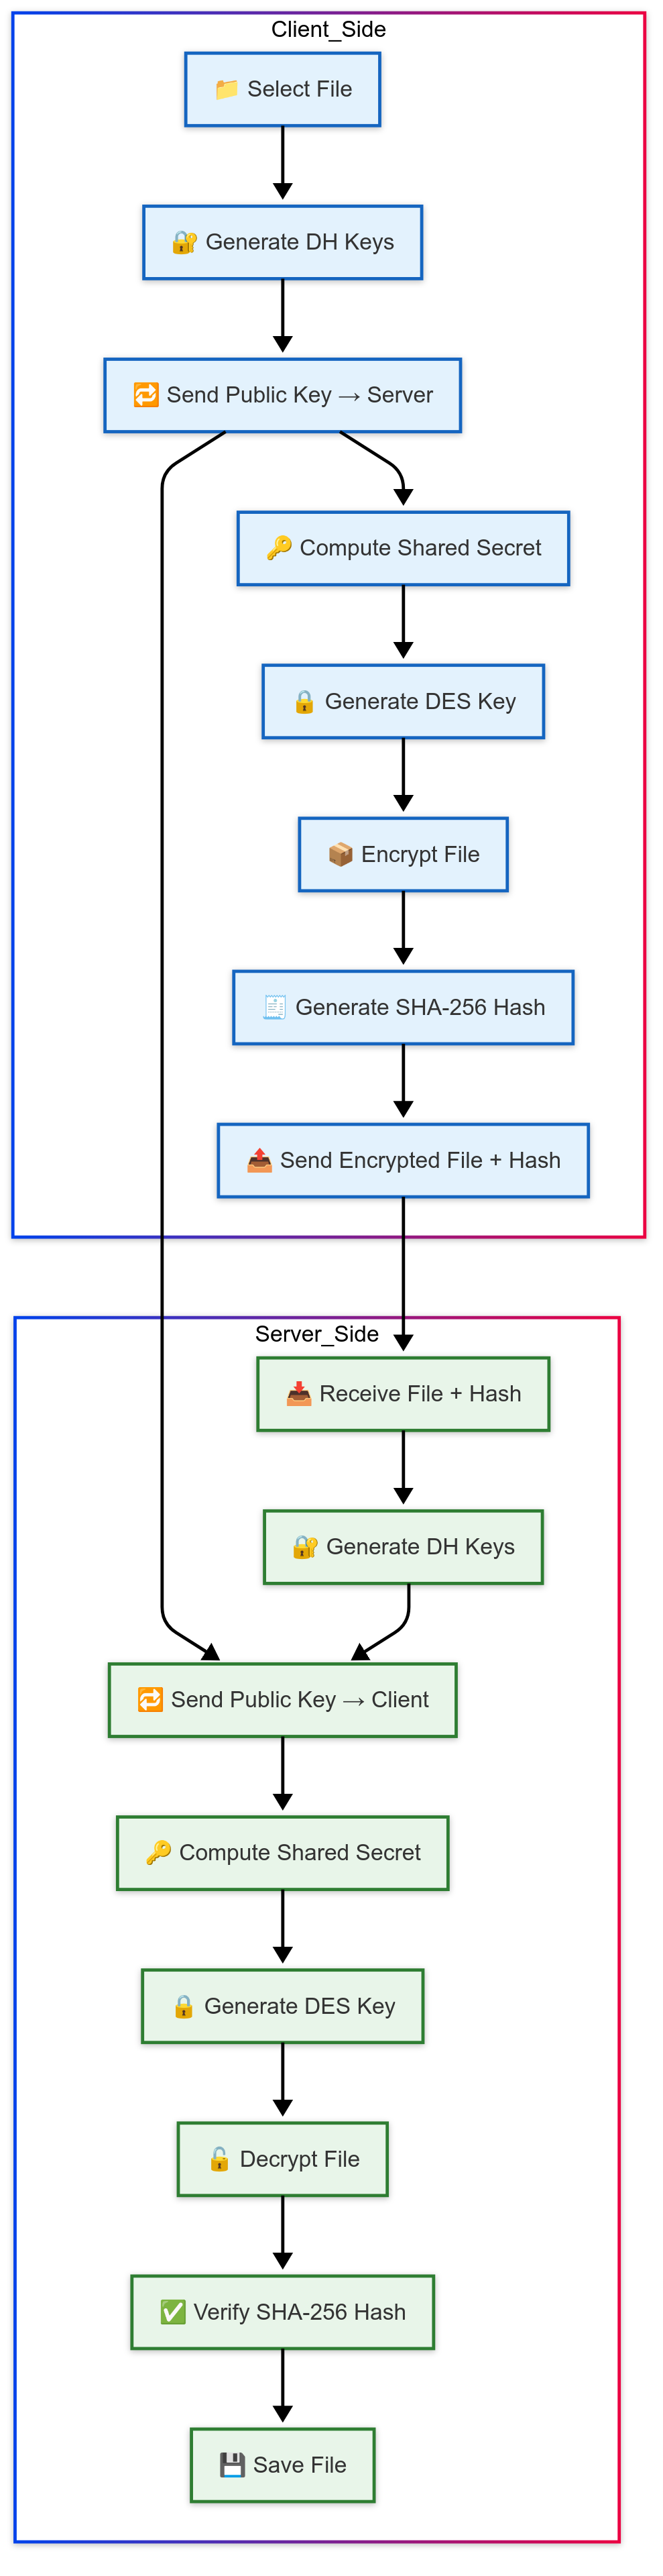 Client_Side
📁 Select File
🔐 Generate DH Keys
🔁 Send Public Key → Server
🔑 Compute Shared Secret
🔒 Generate DES Key
📦 Encrypt File
🧾 Generate SHA-256 Hash
📤 Send Encrypted File + Hash
Server_Side
📥 Receive File + Hash
🔐 Generate DH Keys
🔁 Send Public Key → Client
🔑 Compute Shared Secret
🔒 Generate DES Key
🔓 Decrypt File
✅ Verify SHA-256 Hash
💾 Save File